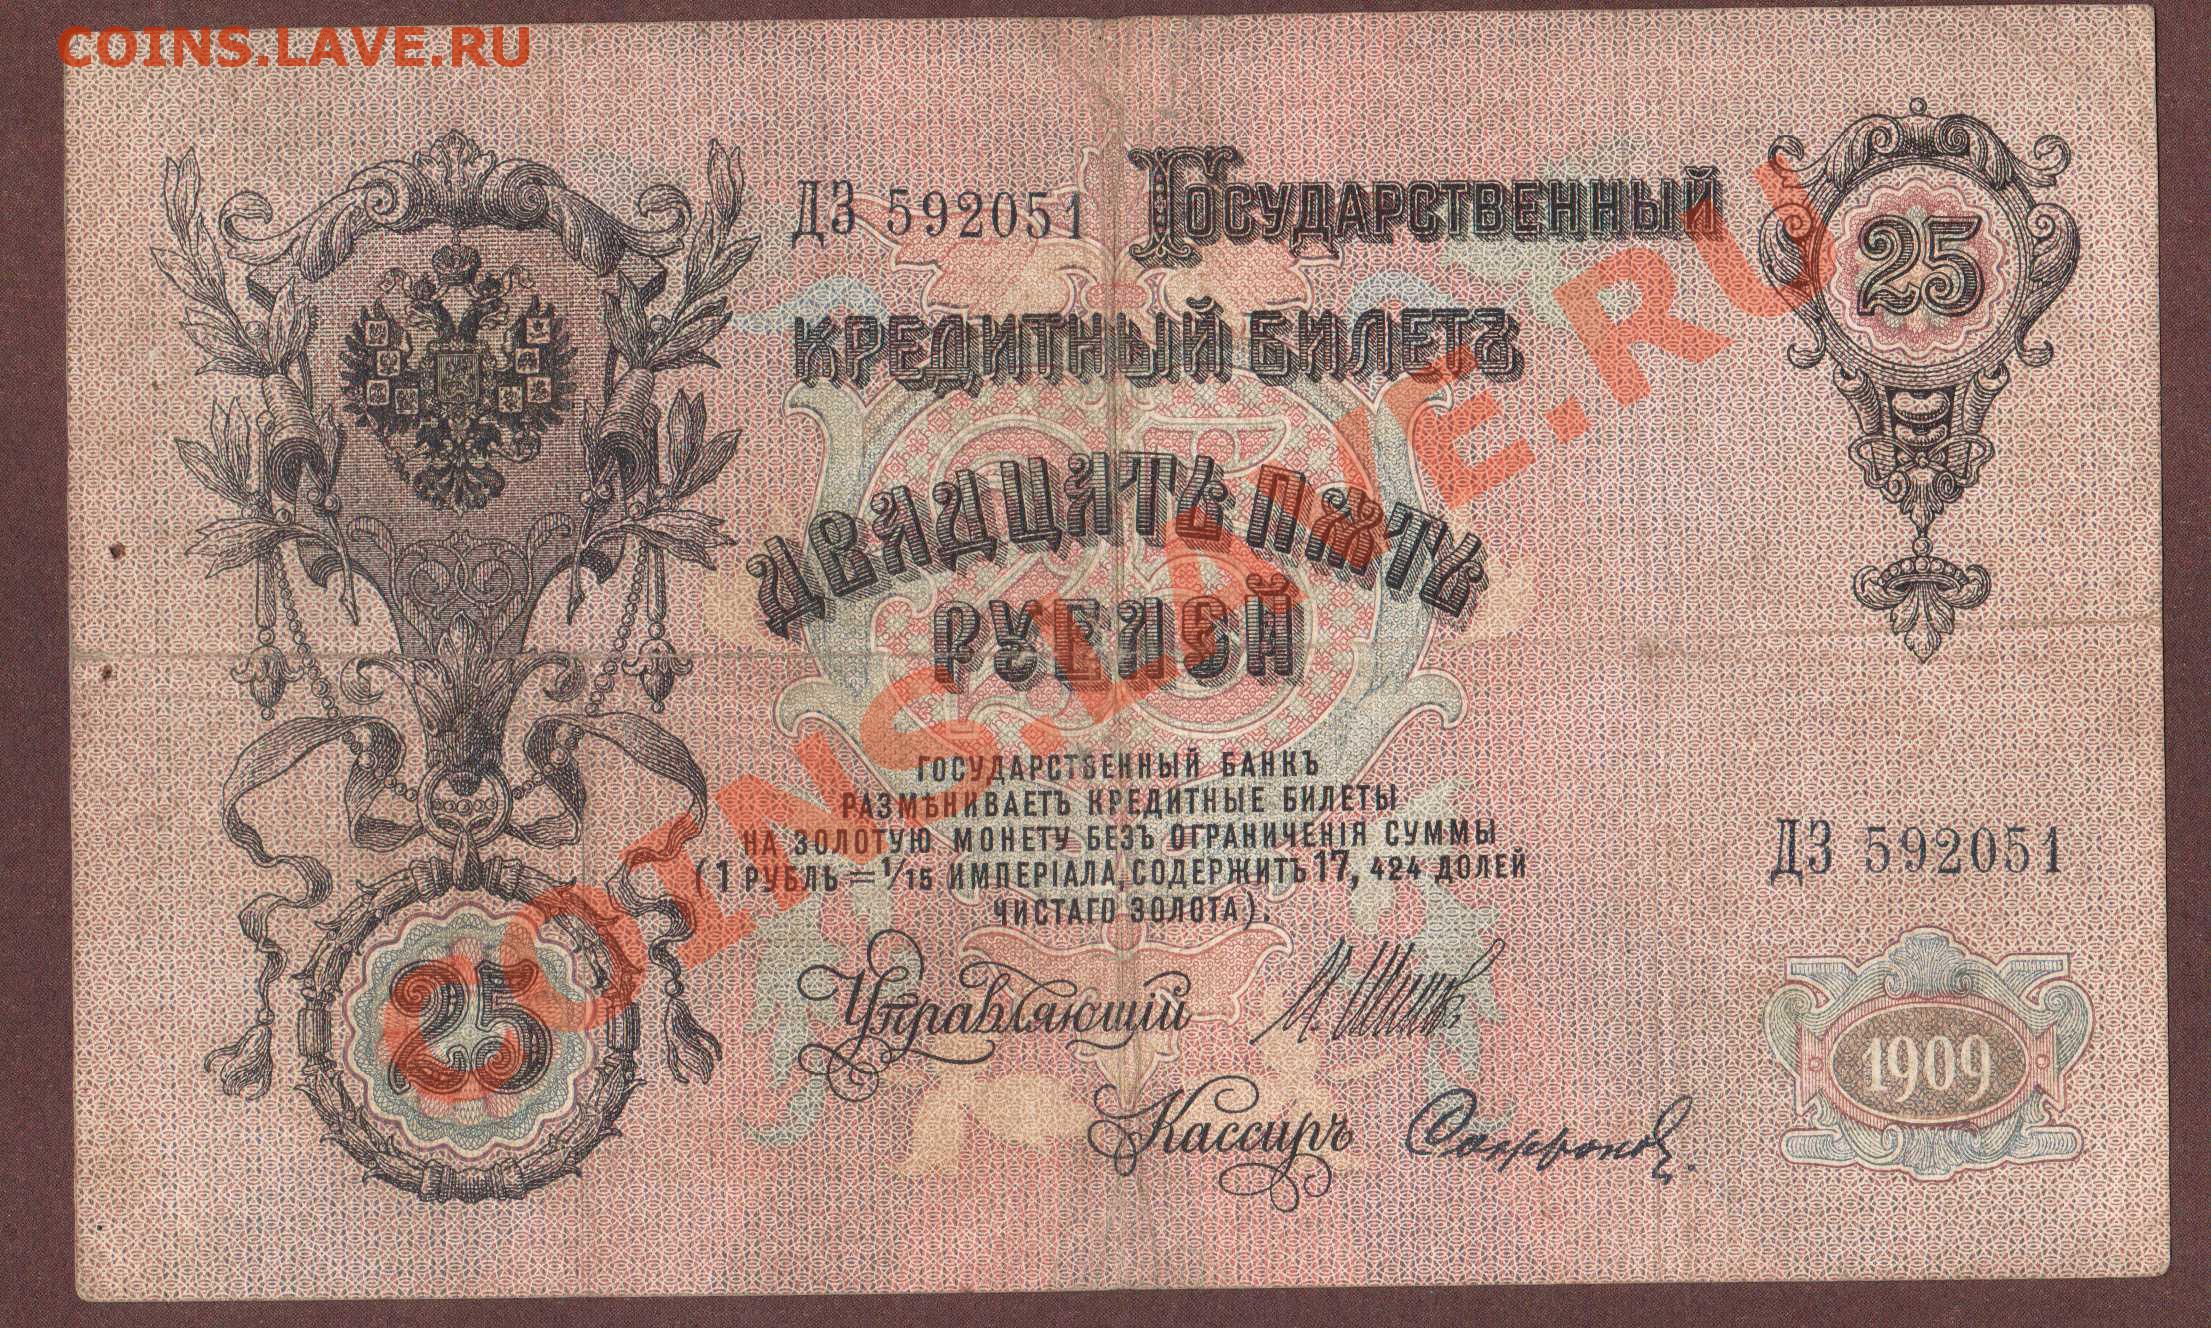 COINS.LAVE.RU
ДЗ 592051 ГОСУДАРСТВЕННЫЙ
25
КРЕДИТНЫЙ БИЛЕТЪ
ДВАДЦАТЬ ПЯТЬ
РУБЛЕЙ
ГОСУДАРСТВЕННЫЙ БАНКЪ
РАЗМѢНИВАЕТЪ КРЕДИТНЫЕ БИЛЕТЫ
НА ЗОЛОТУЮ МОНЕТУ БЕЗЪ ОГРАНИЧЕНІЯ СУММЫ
(1 РУБЛЬ = 1/15 ИМПЕРІАЛА, СОДЕРЖИТЪ 17, 424 ДОЛЕЙ
ЧИСТАГО ЗОЛОТА).
ДЗ 592051
25
Управляющій И. Шипов
Кассиръ Софронов
1909
COINS.LAVE.RU